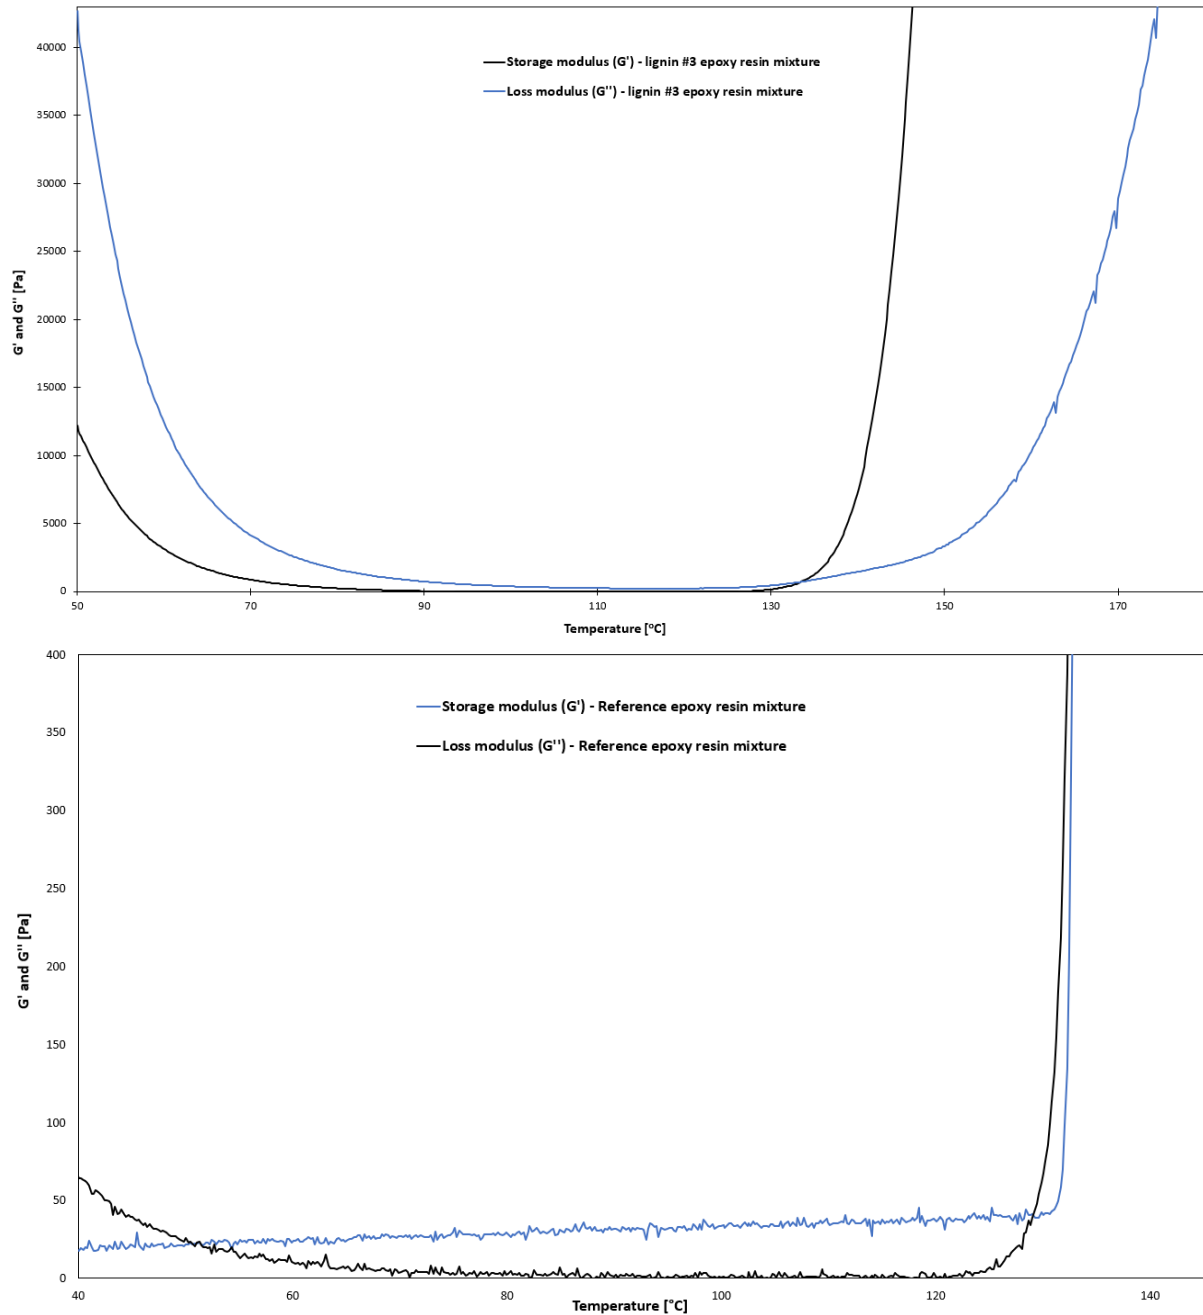 40000
35000
30000
25000
20000
15000
10000
5000
0
G' and G'' [Pa]
Storage modulus (G') - lignin #3 epoxy resin mixture
Loss modulus (G'') - lignin #3 epoxy resin mixture
50 70 90 110 130 150 170
Temperature [°C]
400
350
300
250
200
150
100
50
0
G' and G'' [Pa]
Storage modulus (G') - Reference epoxy resin mixture
Loss modulus (G'') - Reference epoxy resin mixture
40 60 80 100 120 140
Temperature [°C]